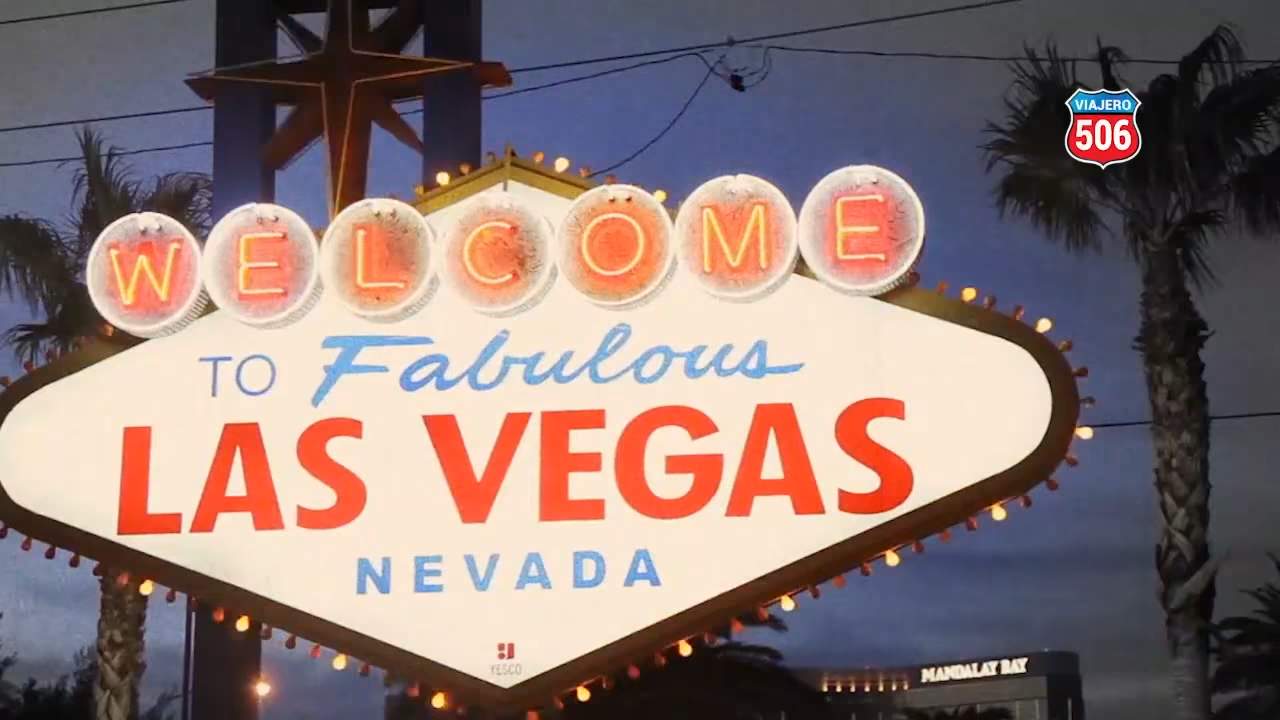 VIAJERO
506
WELCOME
TO Fabulous
LAS VEGAS
NEVADA
YESCO
MANDALAY BAY